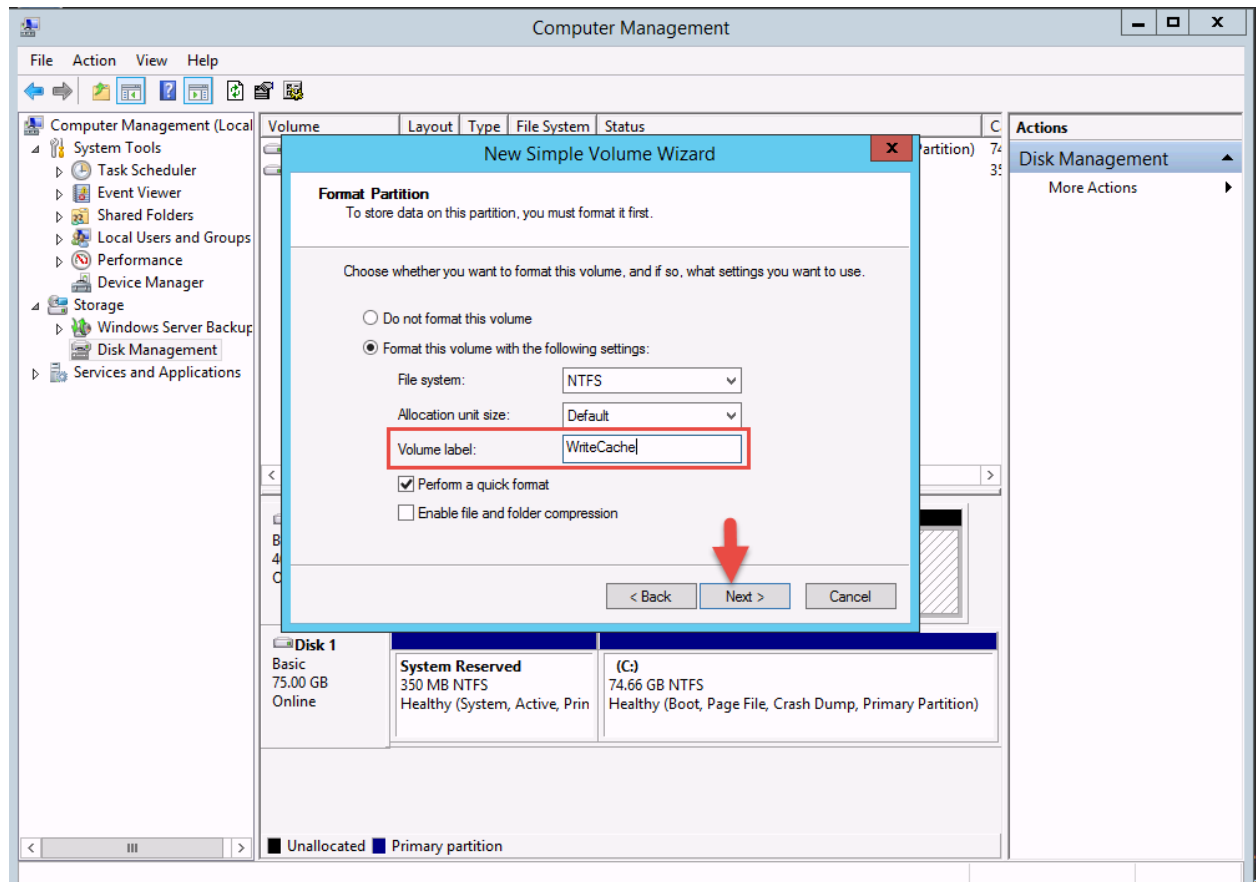 Computer Management
File Action View Help
Computer Management (Local
System Tools
Task Scheduler
Event Viewer
Shared Folders
Local Users and Groups
Performance
Device Manager
Storage
Windows Server Backup
Disk Management
Services and Applications
Volume Layout Type File System Status C
artition) 74
35
New Simple Volume Wizard
Format Partition
To store data on this partition, you must format it first.
Choose whether you want to format this volume, and if so, what settings you want to use.
Do not format this volume
Format this volume with the following settings:
File system: NTFS
Allocation unit size: Default
Volume label: WriteCache
Perform a quick format
Enable file and folder compression
< Back Next > Cancel
Disk 1
Basic
75.00 GB
Online
System Reserved
350 MB NTFS
Healthy (System, Active, Prin
(C:)
74.66 GB NTFS
Healthy (Boot, Page File, Crash Dump, Primary Partition)
Unallocated Primary partition
Actions
Disk Management
More Actions